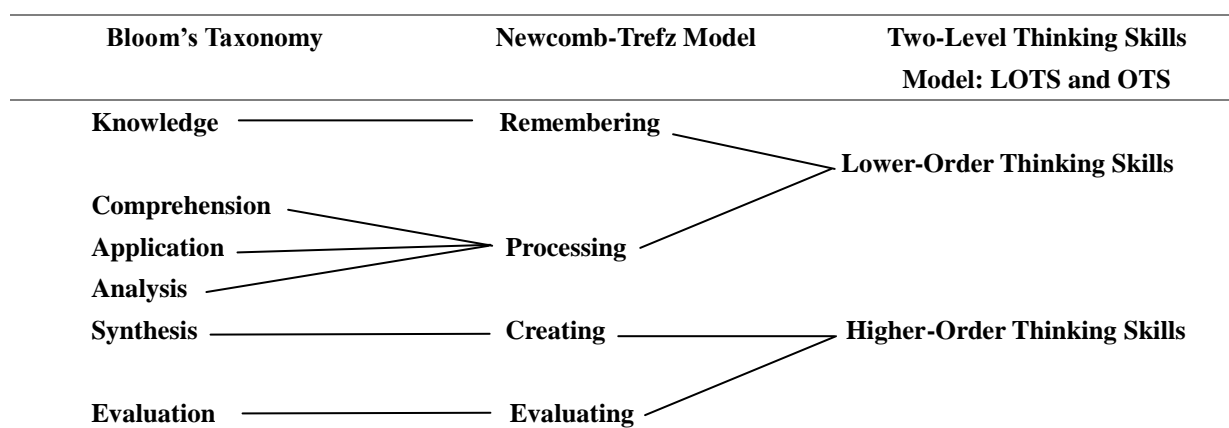 Bloom's Taxonomy Newcomb-Trefz Model Two-Level Thinking Skills
Model: LOTS and OTS
Knowledge Remembering
Lower-Order Thinking Skills
Comprehension
Application Processing
Analysis
Synthesis Creating Higher-Order Thinking Skills
Evaluation Evaluating